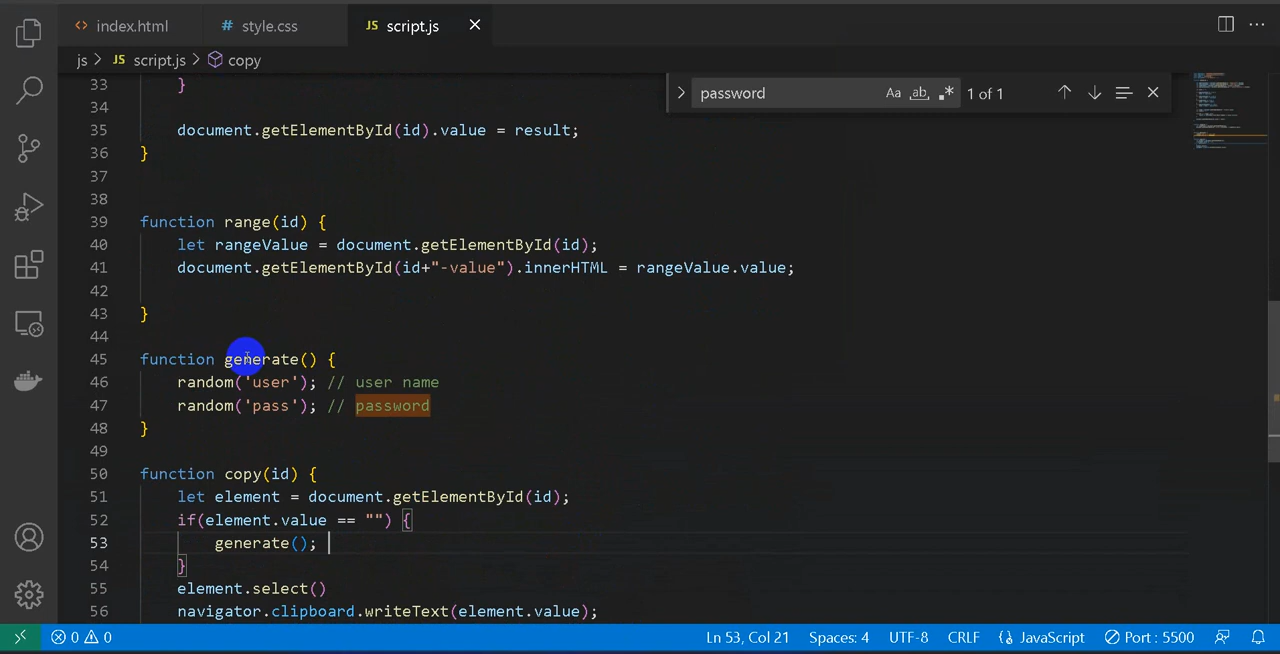 <> index.html
# style.css
JS script.js
js > JS script.js > copy
password
Aa
ab
.*
1 of 1
33 }
34
35 document.getElementById(id).value = result;
36 }
37
38
39 function range(id) {
40 let rangeValue = document.getElementById(id);
41 document.getElementById(id+"-value").innerHTML = rangeValue.value;
42
43 }
44
45 function generate() {
46 random('user'); // user name
47 random('pass'); // password
48 }
49
50 function copy(id) {
51 let element = document.getElementById(id);
52 if(element.value == "") {
53 generate();
54 }
55 element.select()
56 navigator.clipboard.writeText(element.value);
0 0 Ln 53, Col 21 Spaces: 4 UTF-8 CRLF JavaScript Port : 5500